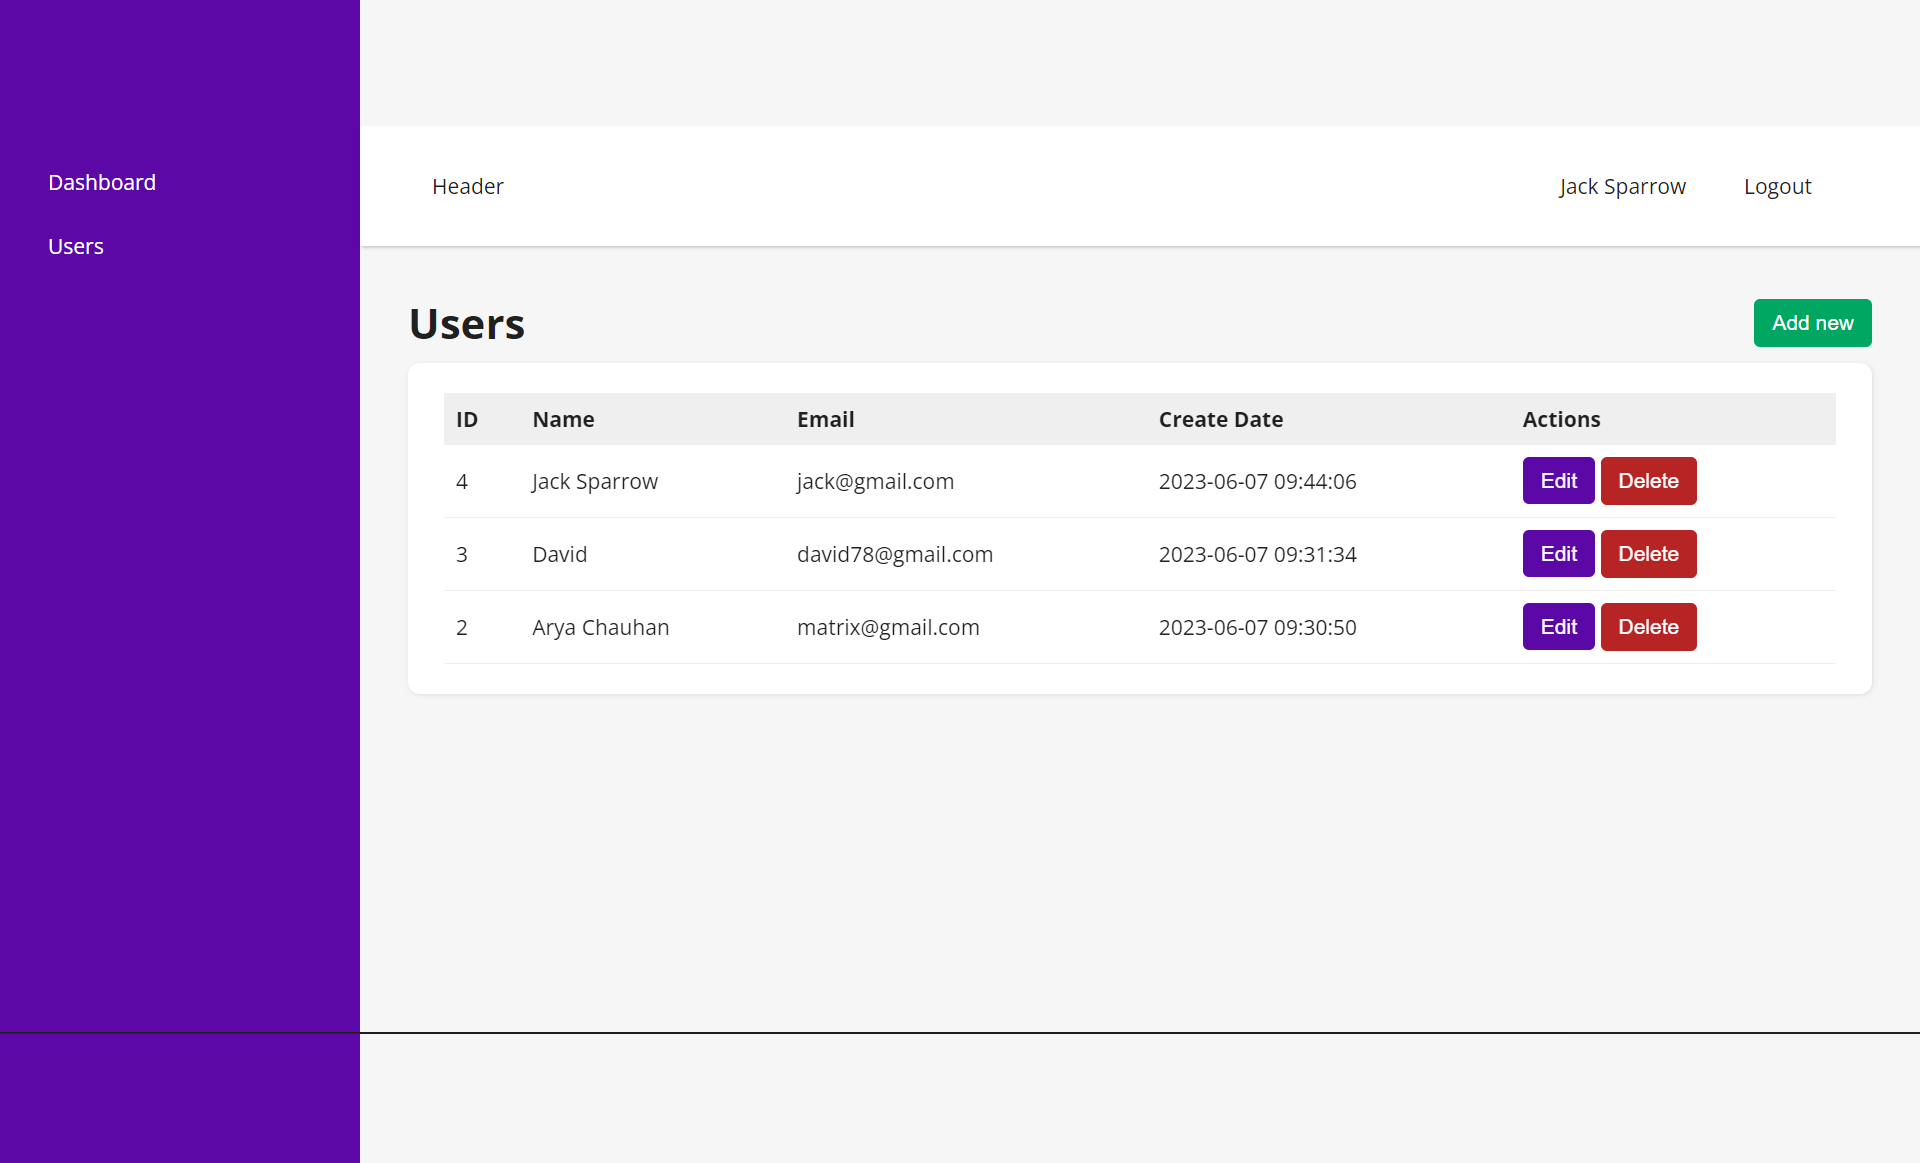 Dashboard
Users
Header
Jack Sparrow
Logout
Users
Add new
ID Name Email Create Date Actions
4 Jack Sparrow jack@gmail.com 2023-06-07 09:44:06 Edit Delete
3 David david78@gmail.com 2023-06-07 09:31:34 Edit Delete
2 Arya Chauhan matrix@gmail.com 2023-06-07 09:30:50 Edit Delete